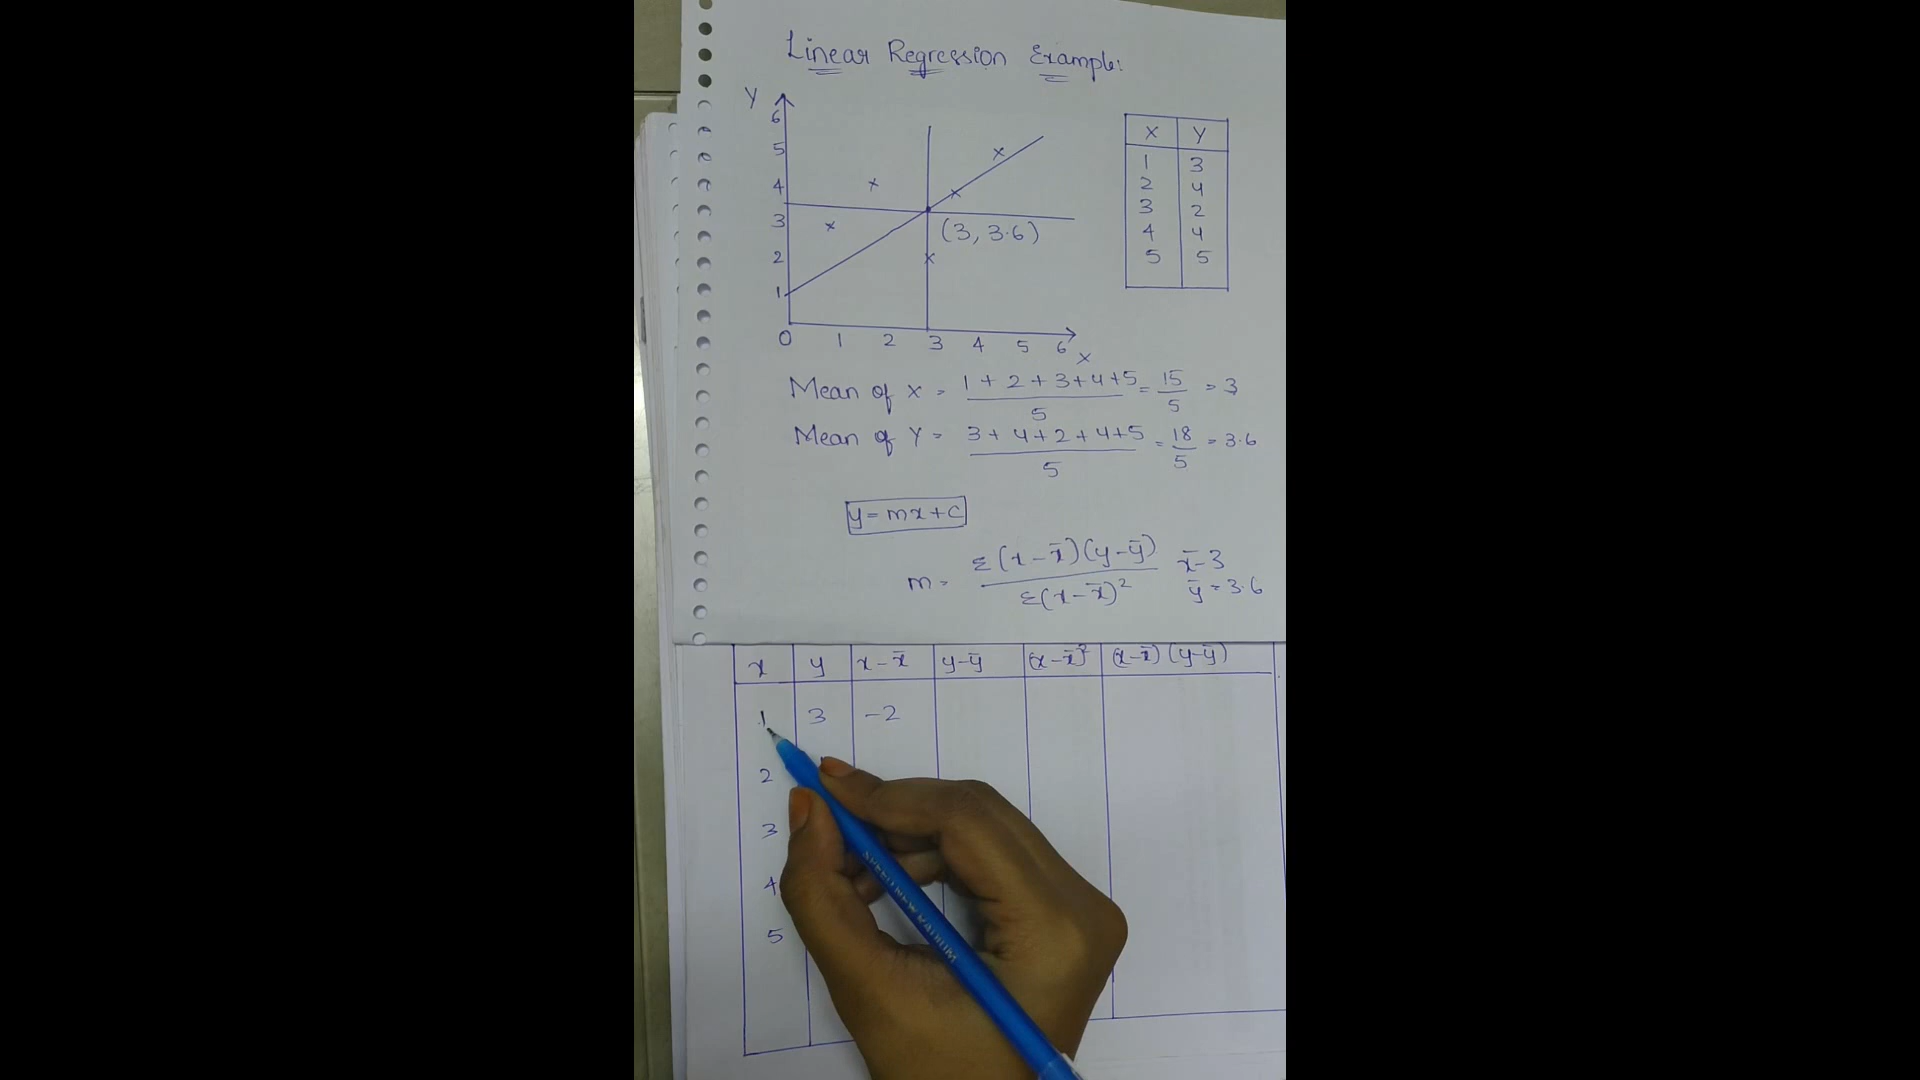 Linear Regression Example:
Y
6
5
4
3
2
1
(3, 3.6)
0 1 2 3 4 5 6
X
X Y
1 3
2 4
3 2
4 4
5 5
Mean of X = 1 + 2 + 3 + 4 + 5 / 5 = 15 / 5 = 3
Mean of Y = 3 + 4 + 2 + 4 + 5 / 5 = 18 / 5 = 3.6
y = mx + c
m = Σ(x - x̄)(y - ȳ) / Σ(x - x̄)²
x̄ - 3
ȳ = 3.6
x y x - x̄ y - ȳ (x - x̄)² (x - x̄)(y - ȳ)
1 3 -2
2
3
4
5
SPEED NEW RADIUM